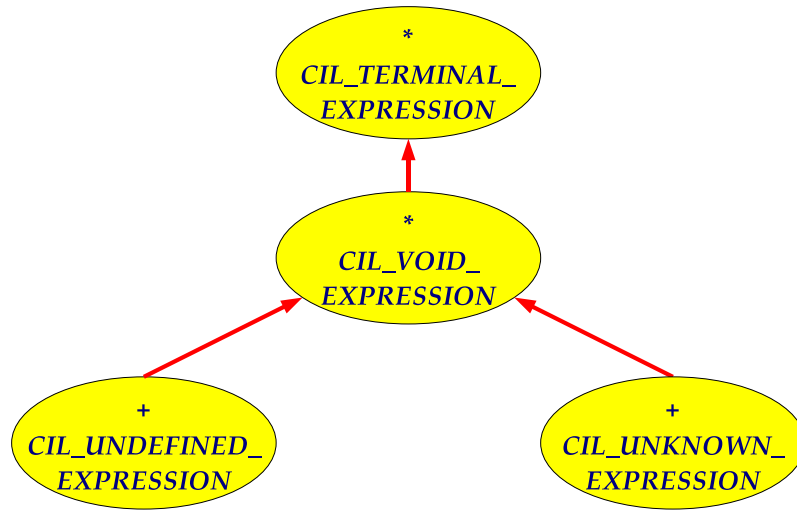 *
CIL_TERMINAL_
EXPRESSION
*
CIL_VOID_
EXPRESSION
+
CIL_UNDEFINED_
EXPRESSION
+
CIL_UNKNOWN_
EXPRESSION